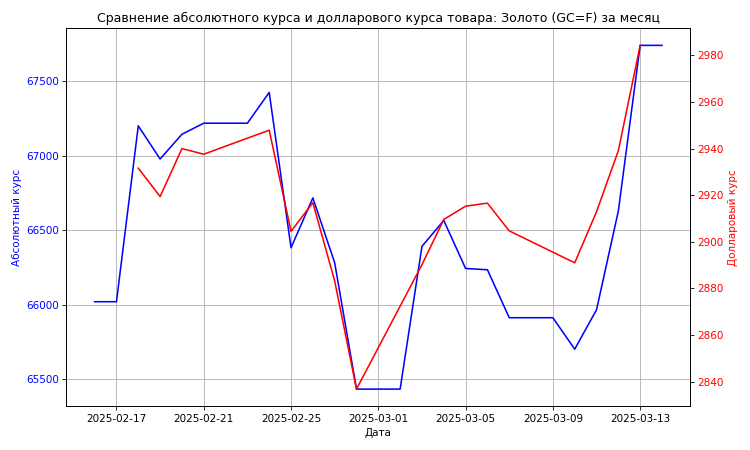 Сравнение абсолютного курса и долларового курса товара: Золото (GC=F) за месяц
Абсолютный курс
67500
67000
66500
66000
65500
2980
2960
2940
2920
2900
2880
2860
2840
Долларовый курс
2025-02-17 2025-02-21 2025-02-25 2025-03-01 2025-03-05 2025-03-09 2025-03-13
Дата